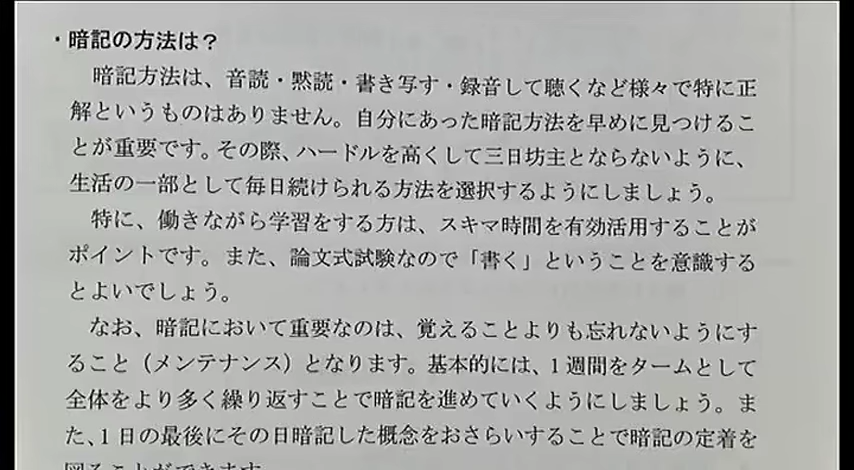 ・暗記の方法は？
暗記方法は、音読・黙読・書き写す・録音して聴くなど様々で特に正
解というものはありません。自分にあった暗記方法を早めに見つけるこ
とが重要です。その際、ハードルを高くして三日坊主とならないように、
生活の一部として毎日続けられる方法を選択するようにしましょう。
特に、働きながら学習をする方は、スキマ時間を有効活用することが
ポイントです。また、論文式試験なので「書く」ということを意識する
とよいでしょう。
なお、暗記において重要なのは、覚えることよりも忘れないようにす
ること（メンテナンス）となります。基本的には、1週間をタームとして
全体をより多く繰り返すことで暗記を進めていくようにしましょう。ま
た、1日の最後にその日暗記した概念をおさらいすることで暗記の定着を
図ることができます。